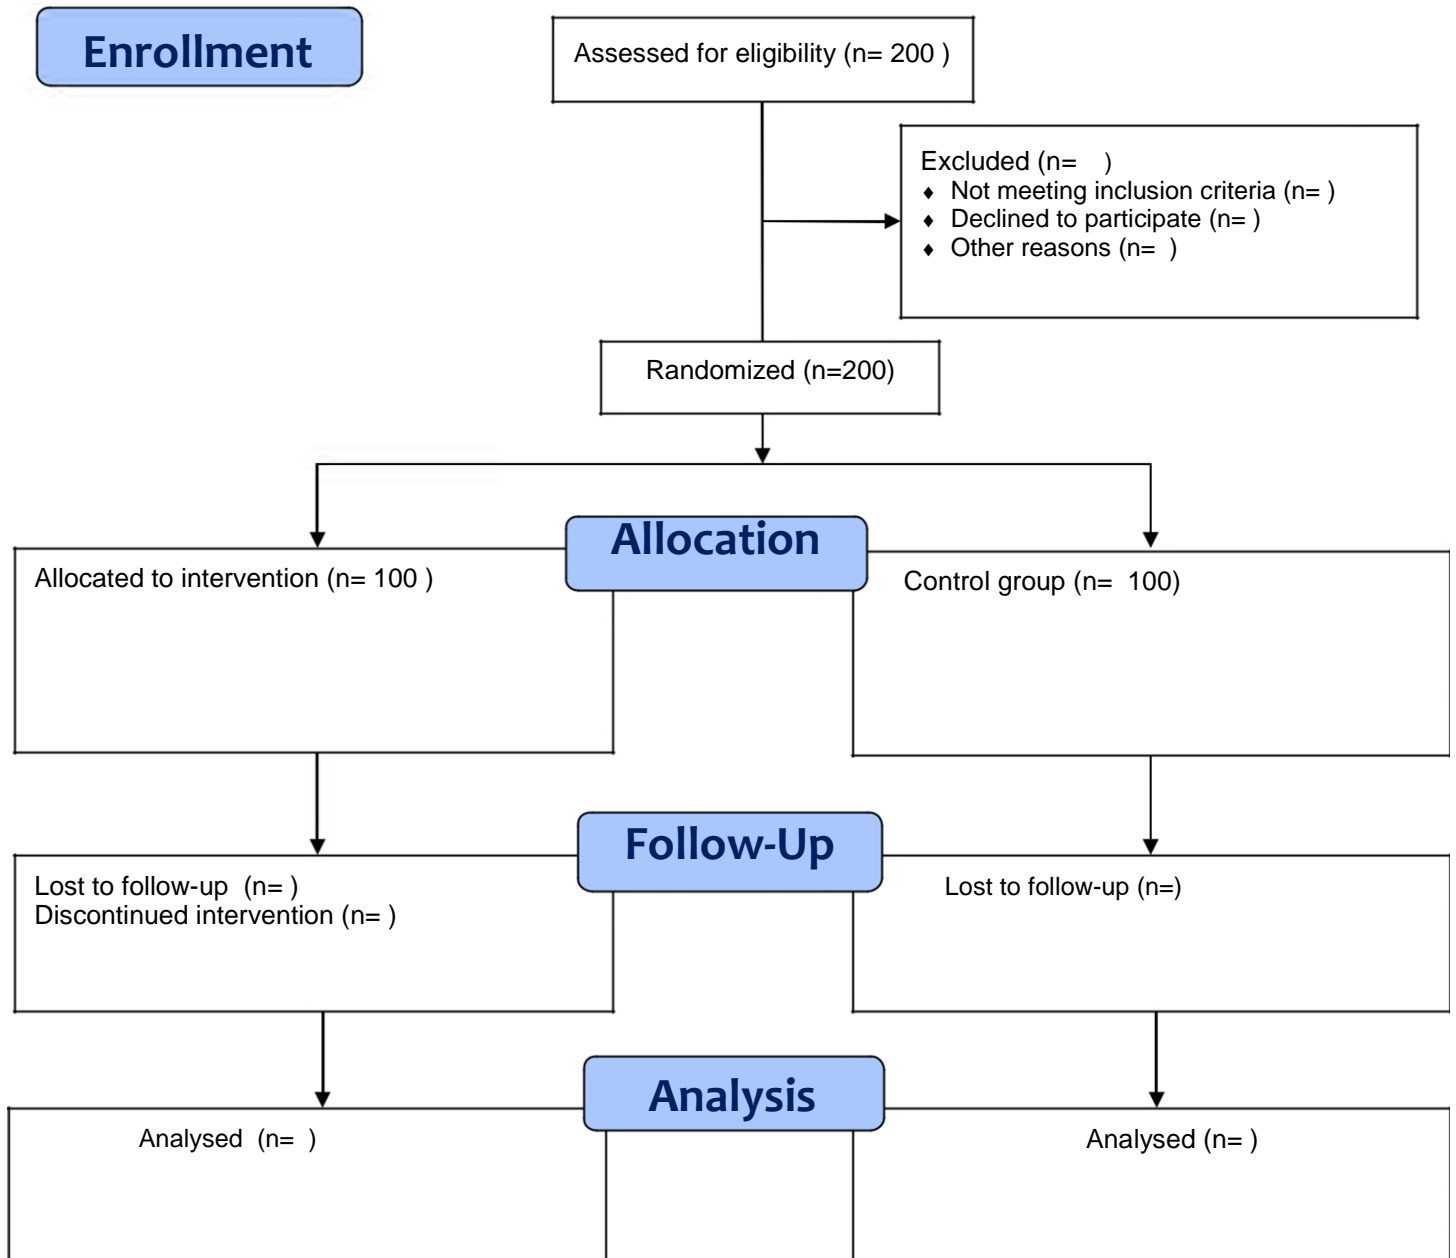 Enrollment
Assessed for eligibility (n= 200 )
Excluded (n=   )
♦ Not meeting inclusion criteria (n= )
♦ Declined to participate (n= )
♦ Other reasons (n=  )
Randomized (n=200)
Allocation
Allocated to intervention (n= 100 )
Control group (n=  100)
Follow-Up
Lost to follow-up  (n= )
Discontinued intervention (n= )
Lost to follow-up (n=)
Analysis
Analysed  (n=  )
Analysed (n= )